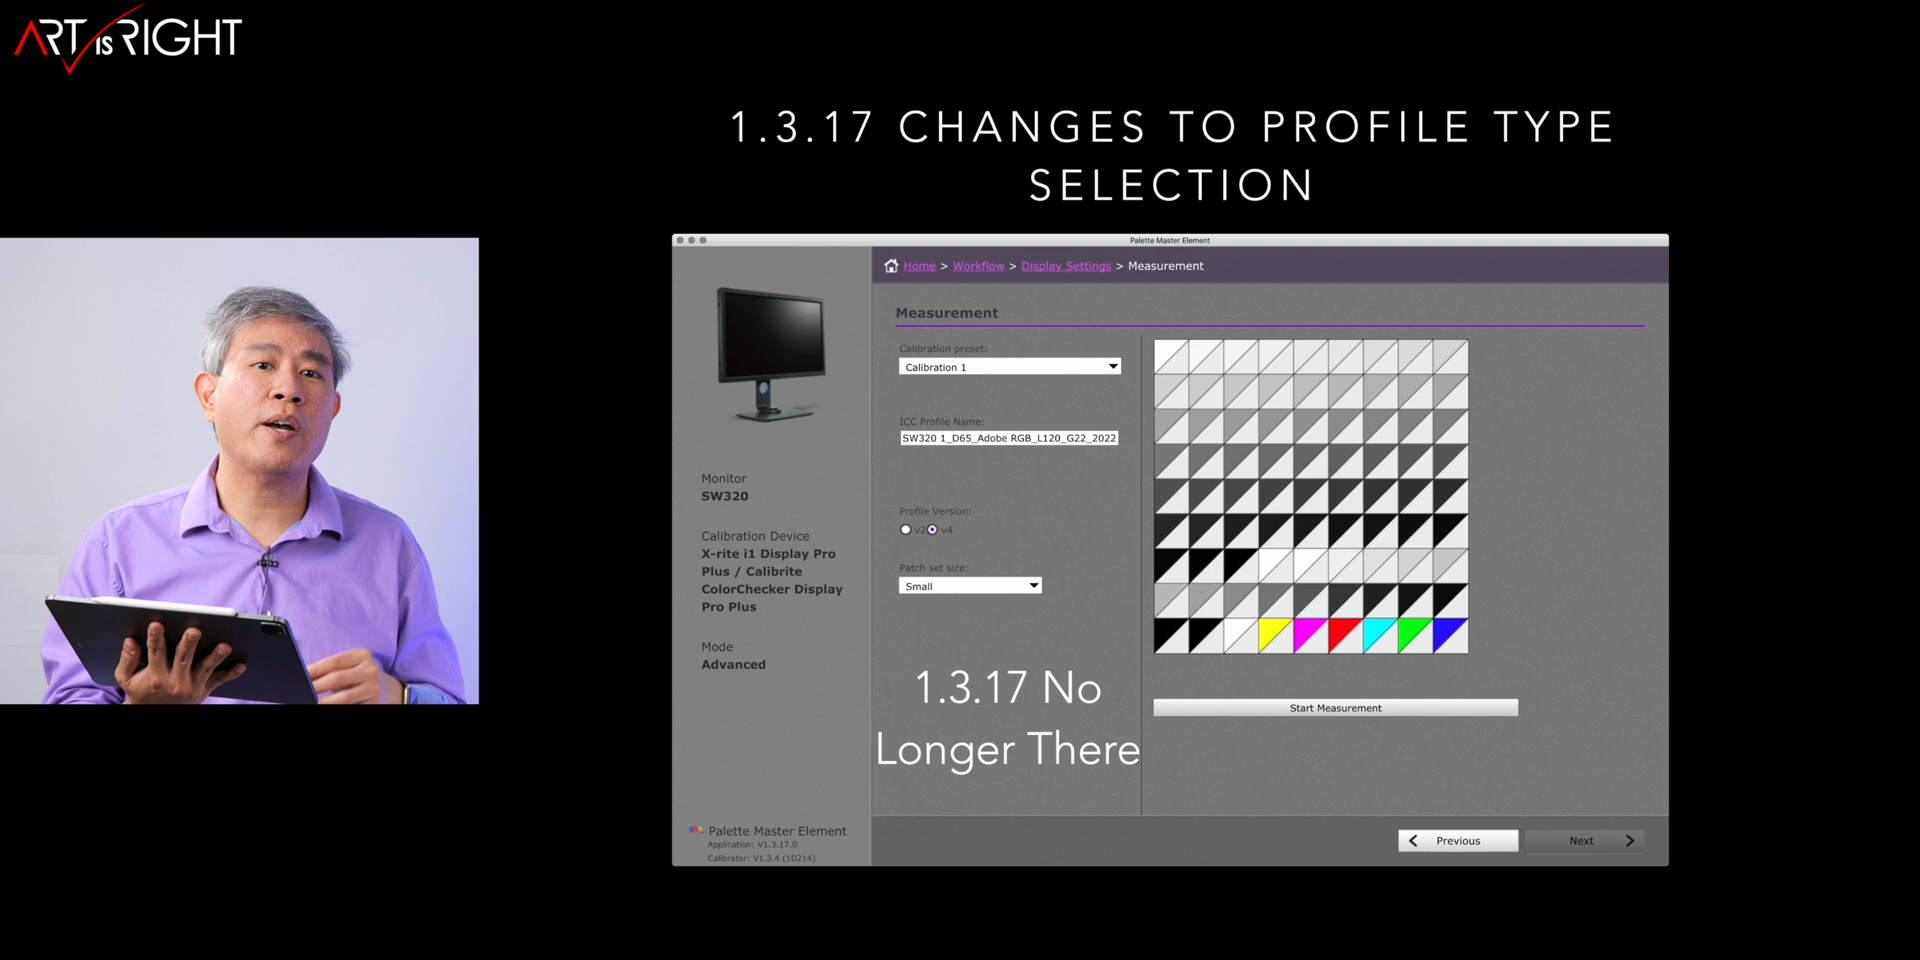 ART IS RIGHT
1.3.17 CHANGES TO PROFILE TYPE
SELECTION
Palette Master Element
Home > Workflow > Display Settings > Measurement
Measurement
Calibration preset:
Calibration 1
ICC Profile Name:
SW320 1_D65_Adobe RGB_L120_G22_2022
Profile Version:
v2 v4
Patch set size:
Small
1.3.17 No
Longer There
Monitor
SW320
Calibration Device
X-rite i1 Display Pro
Plus / Calibrite
ColorChecker Display
Pro Plus
Mode
Advanced
Start Measurement
Palette Master Element
Application: V1.3.17.0
Calibrator: V1.3.4 (1D214)
Previous
Next